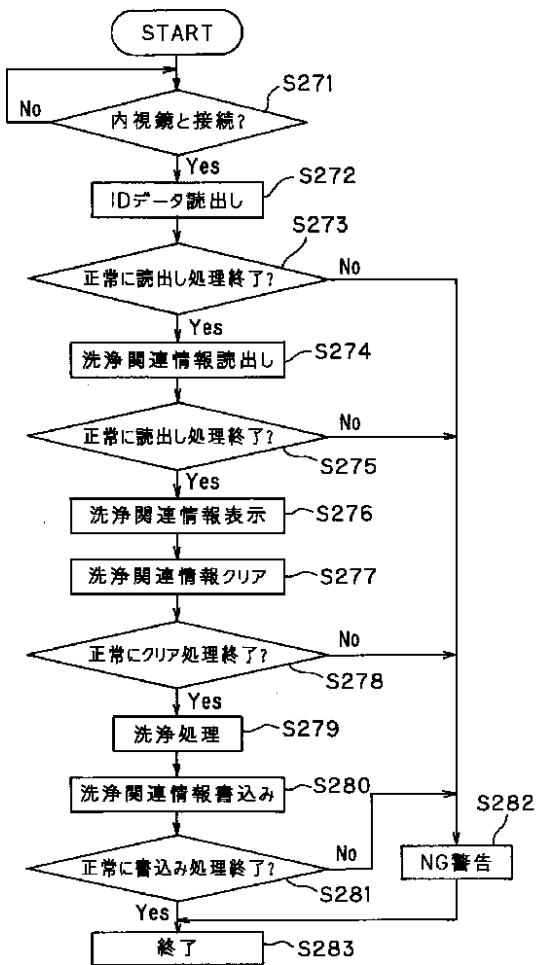 START
S271
No
内視鏡と接続?
Yes
S272
IDデータ読出し
S273
正常に読出し処理終了?
No
Yes
S274
洗浄関連情報読出し
正常に読出し処理終了?
No
S275
Yes
洗浄関連情報表示
S276
洗浄関連情報クリア
S277
正常にクリア処理終了?
No
S278
Yes
洗浄処理
S279
洗浄関連情報書込み
S280
S282
正常に書込み処理終了?
No
NG警告
S281
Yes
終了
S283